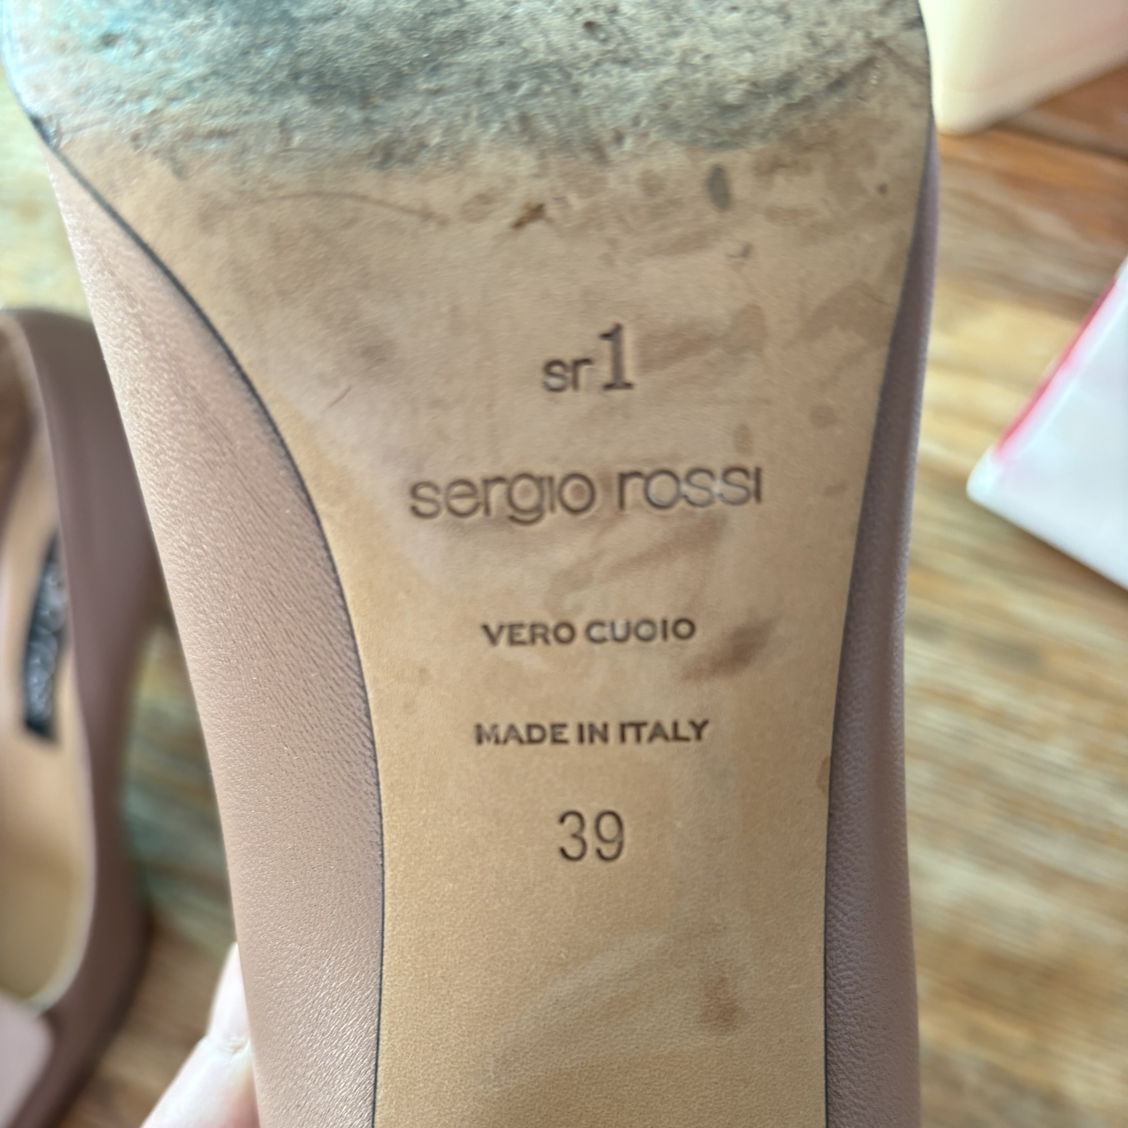 sr1
sergio rossi
VERO CUOIO
MADE IN ITALY
39